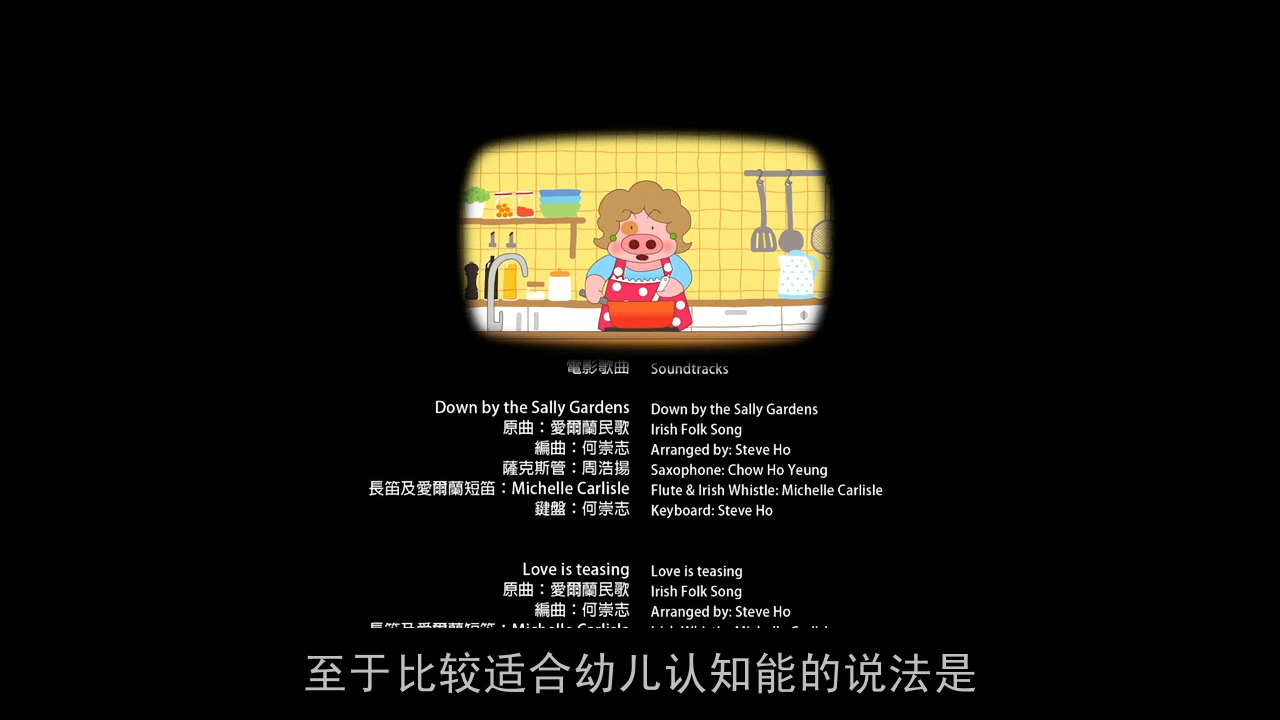 電影歌曲 Soundtracks
Down by the Sally Gardens Down by the Sally Gardens
原曲：愛爾蘭民歌 Irish Folk Song
編曲：何崇志 Arranged by: Steve Ho
薩克斯管：周浩揚 Saxophone: Chow Ho Yeung
長笛及愛爾蘭短笛：Michelle Carlisle Flute & Irish Whistle: Michelle Carlisle
鍵盤：何崇志 Keyboard: Steve Ho
Love is teasing Love is teasing
原曲：愛爾蘭民歌 Irish Folk Song
編曲：何崇志 Arranged by: Steve Ho
至于比较适合幼儿认知能的说法是